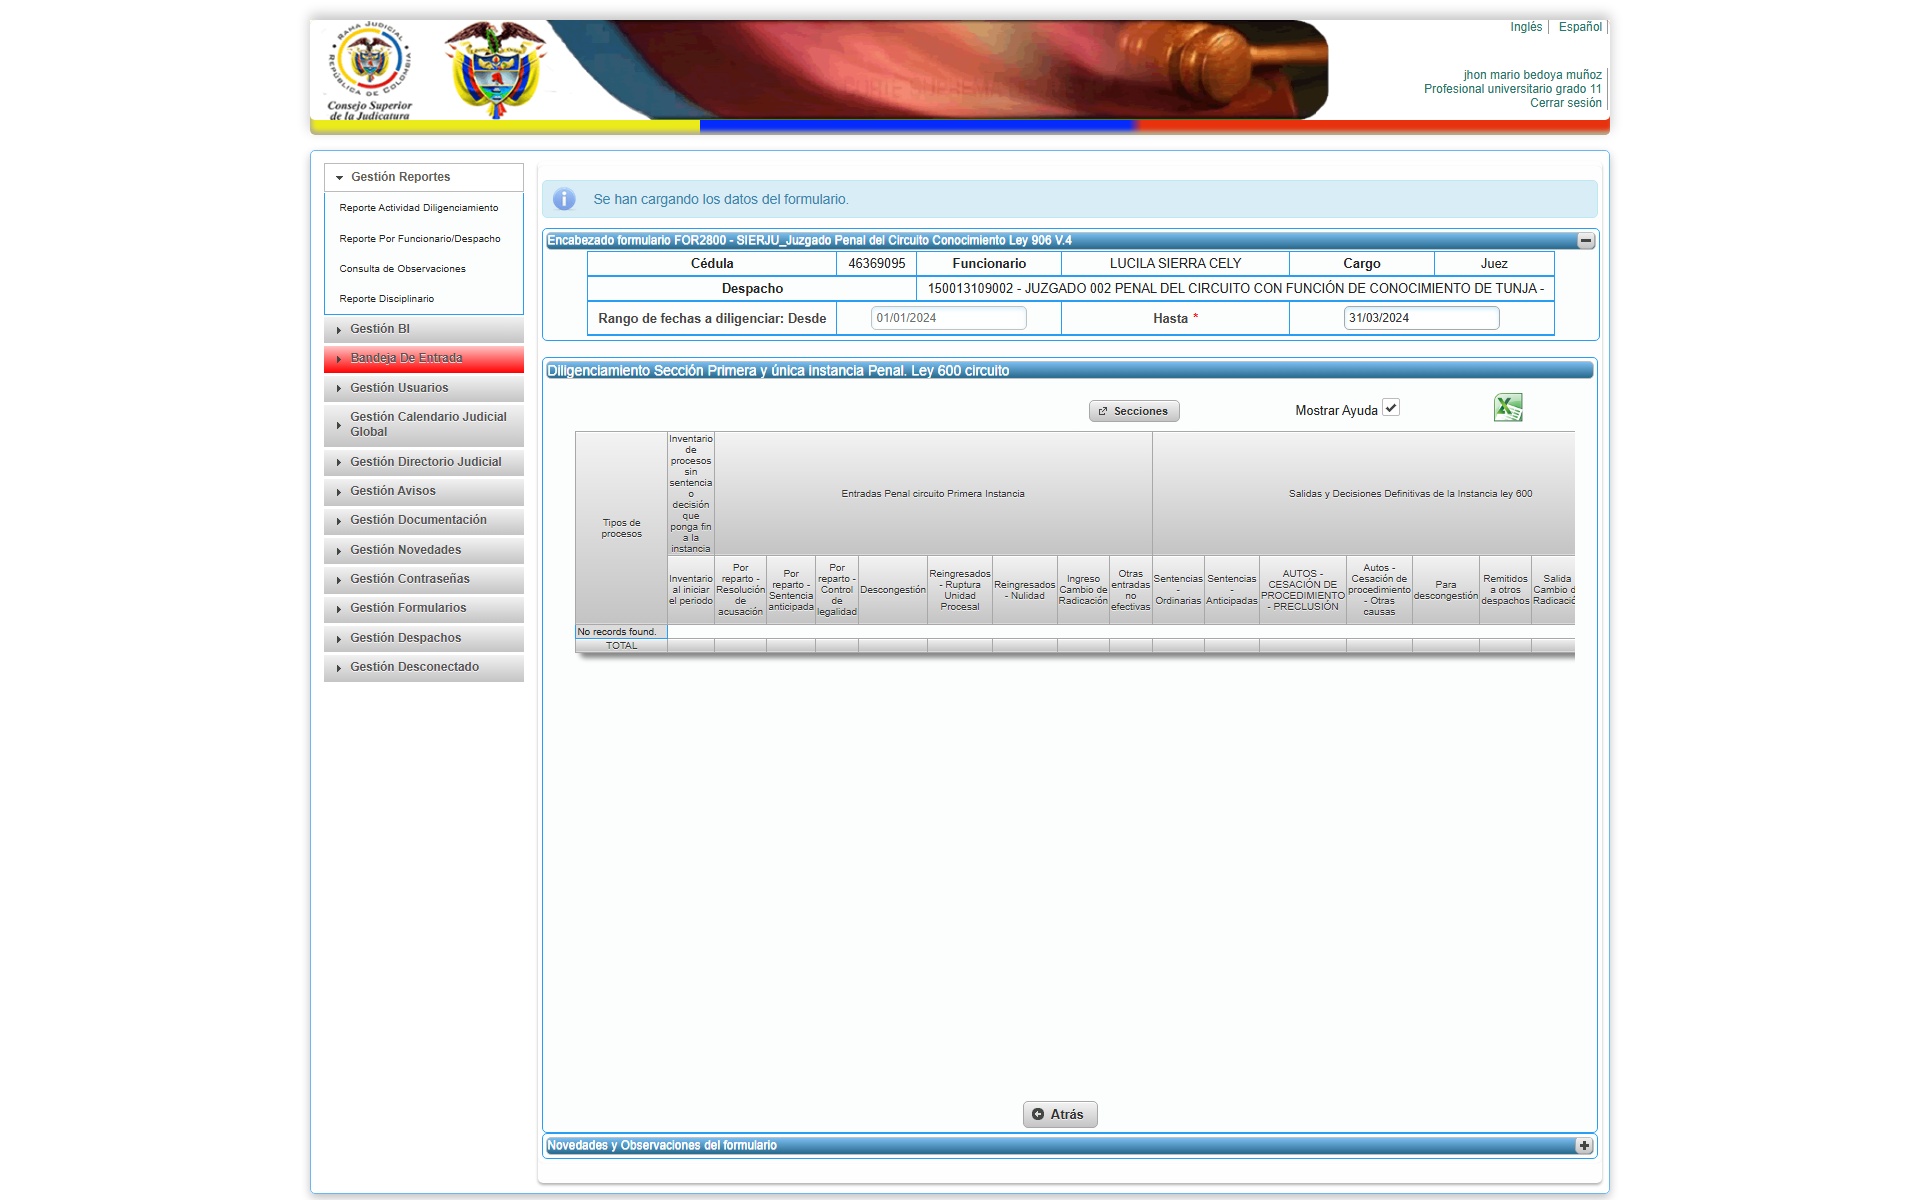 RAMA JUDICIAL
REPÚBLICA DE COLOMBIA
Consejo Superior
de la Judicatura
Inglés
Español
jhon mario bedoya muñoz
Profesional universitario grado 11
Cerrar sesión
Gestión Reportes
Reporte Actividad Diligenciamiento
Reporte Por Funcionario/Despacho
Consulta de Observaciones
Reporte Disciplinario
Gestión BI
Bandeja De Entrada
Gestión Usuarios
Gestión Calendario Judicial
Global
Gestión Directorio Judicial
Gestión Avisos
Gestión Documentación
Gestión Novedades
Gestión Contraseñas
Gestión Formularios
Gestión Despachos
Gestión Desconectado
Se han cargando los datos del formulario.
Encabezado formulario FOR2800 - SIERJU_Juzgado Penal del Circuito Conocimiento Ley 906 V.4
Cédula 46369095 Funcionario LUCILA SIERRA CELY Cargo Juez
Despacho 150013109002 - JUZGADO 002 PENAL DEL CIRCUITO CON FUNCIÓN DE CONOCIMIENTO DE TUNJA -
Rango de fechas a diligenciar: Desde 01/01/2024 Hasta * 31/03/2024
Diligenciamiento Sección Primera y única Instancia Penal. Ley 600 circuito
Secciones
Mostrar Ayuda
Tipos de
procesos
Inventario
de
procesos
sin
sentencia
o
decisión
que
ponga fin
a la
instancia
Entradas Penal circuito Primera Instancia
Salidas y Decisiones Definitivas de la Instancia ley 600
Inventario
al iniciar
el periodo
Por
reparto -
Resolución
de
acusación
Por
reparto -
Sentencia
anticipada
Por
reparto -
Control
de
legalidad
Descongestión
Reingresados
- Ruptura
Unidad
Procesal
Reingresados
- Nulidad
Ingreso
Cambio de
Radicación
Otras
entradas
no
efectivas
Sentencias
-
Ordinarias
Sentencias
-
Anticipadas
AUTOS -
CESACIÓN DE
PROCEDIMIENTO
- PRECLUSIÓN
Autos -
Cesación de
procedimiento
- Otras
causas
Para
descongestión
Remitidos
a otros
despachos
Salida
Cambio d
Radicació
No records found.
TOTAL
Atrás
Novedades y Observaciones del formulario